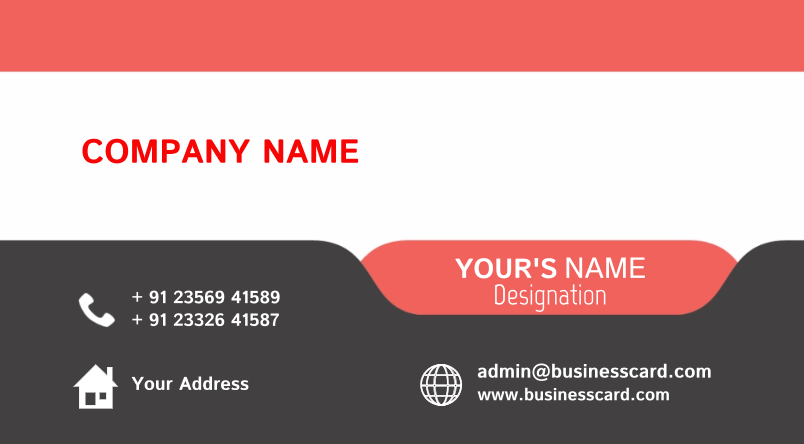 COMPANY NAME
YOUR'S NAME
Designation
+ 91 23569 41589
+ 91 23326 41587
Your Address
admin@businesscard.com
www.businesscard.com